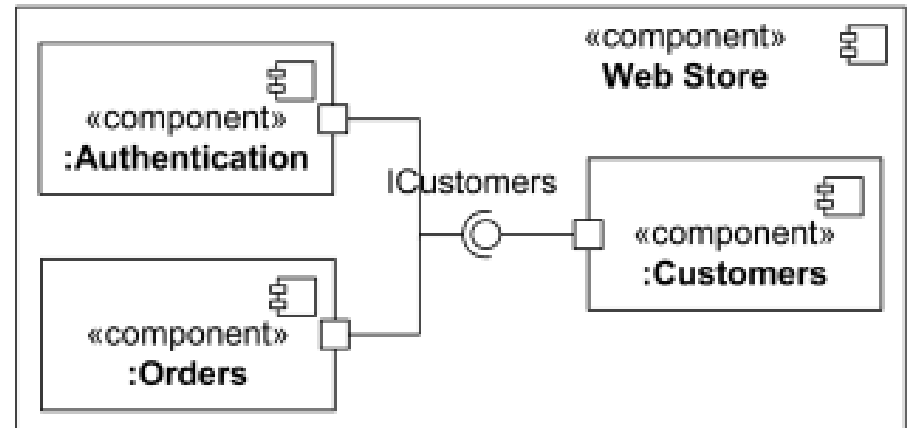 «component»
Web Store
«component»
:Authentication
ICustomers
«component»
:Customers
«component»
:Orders